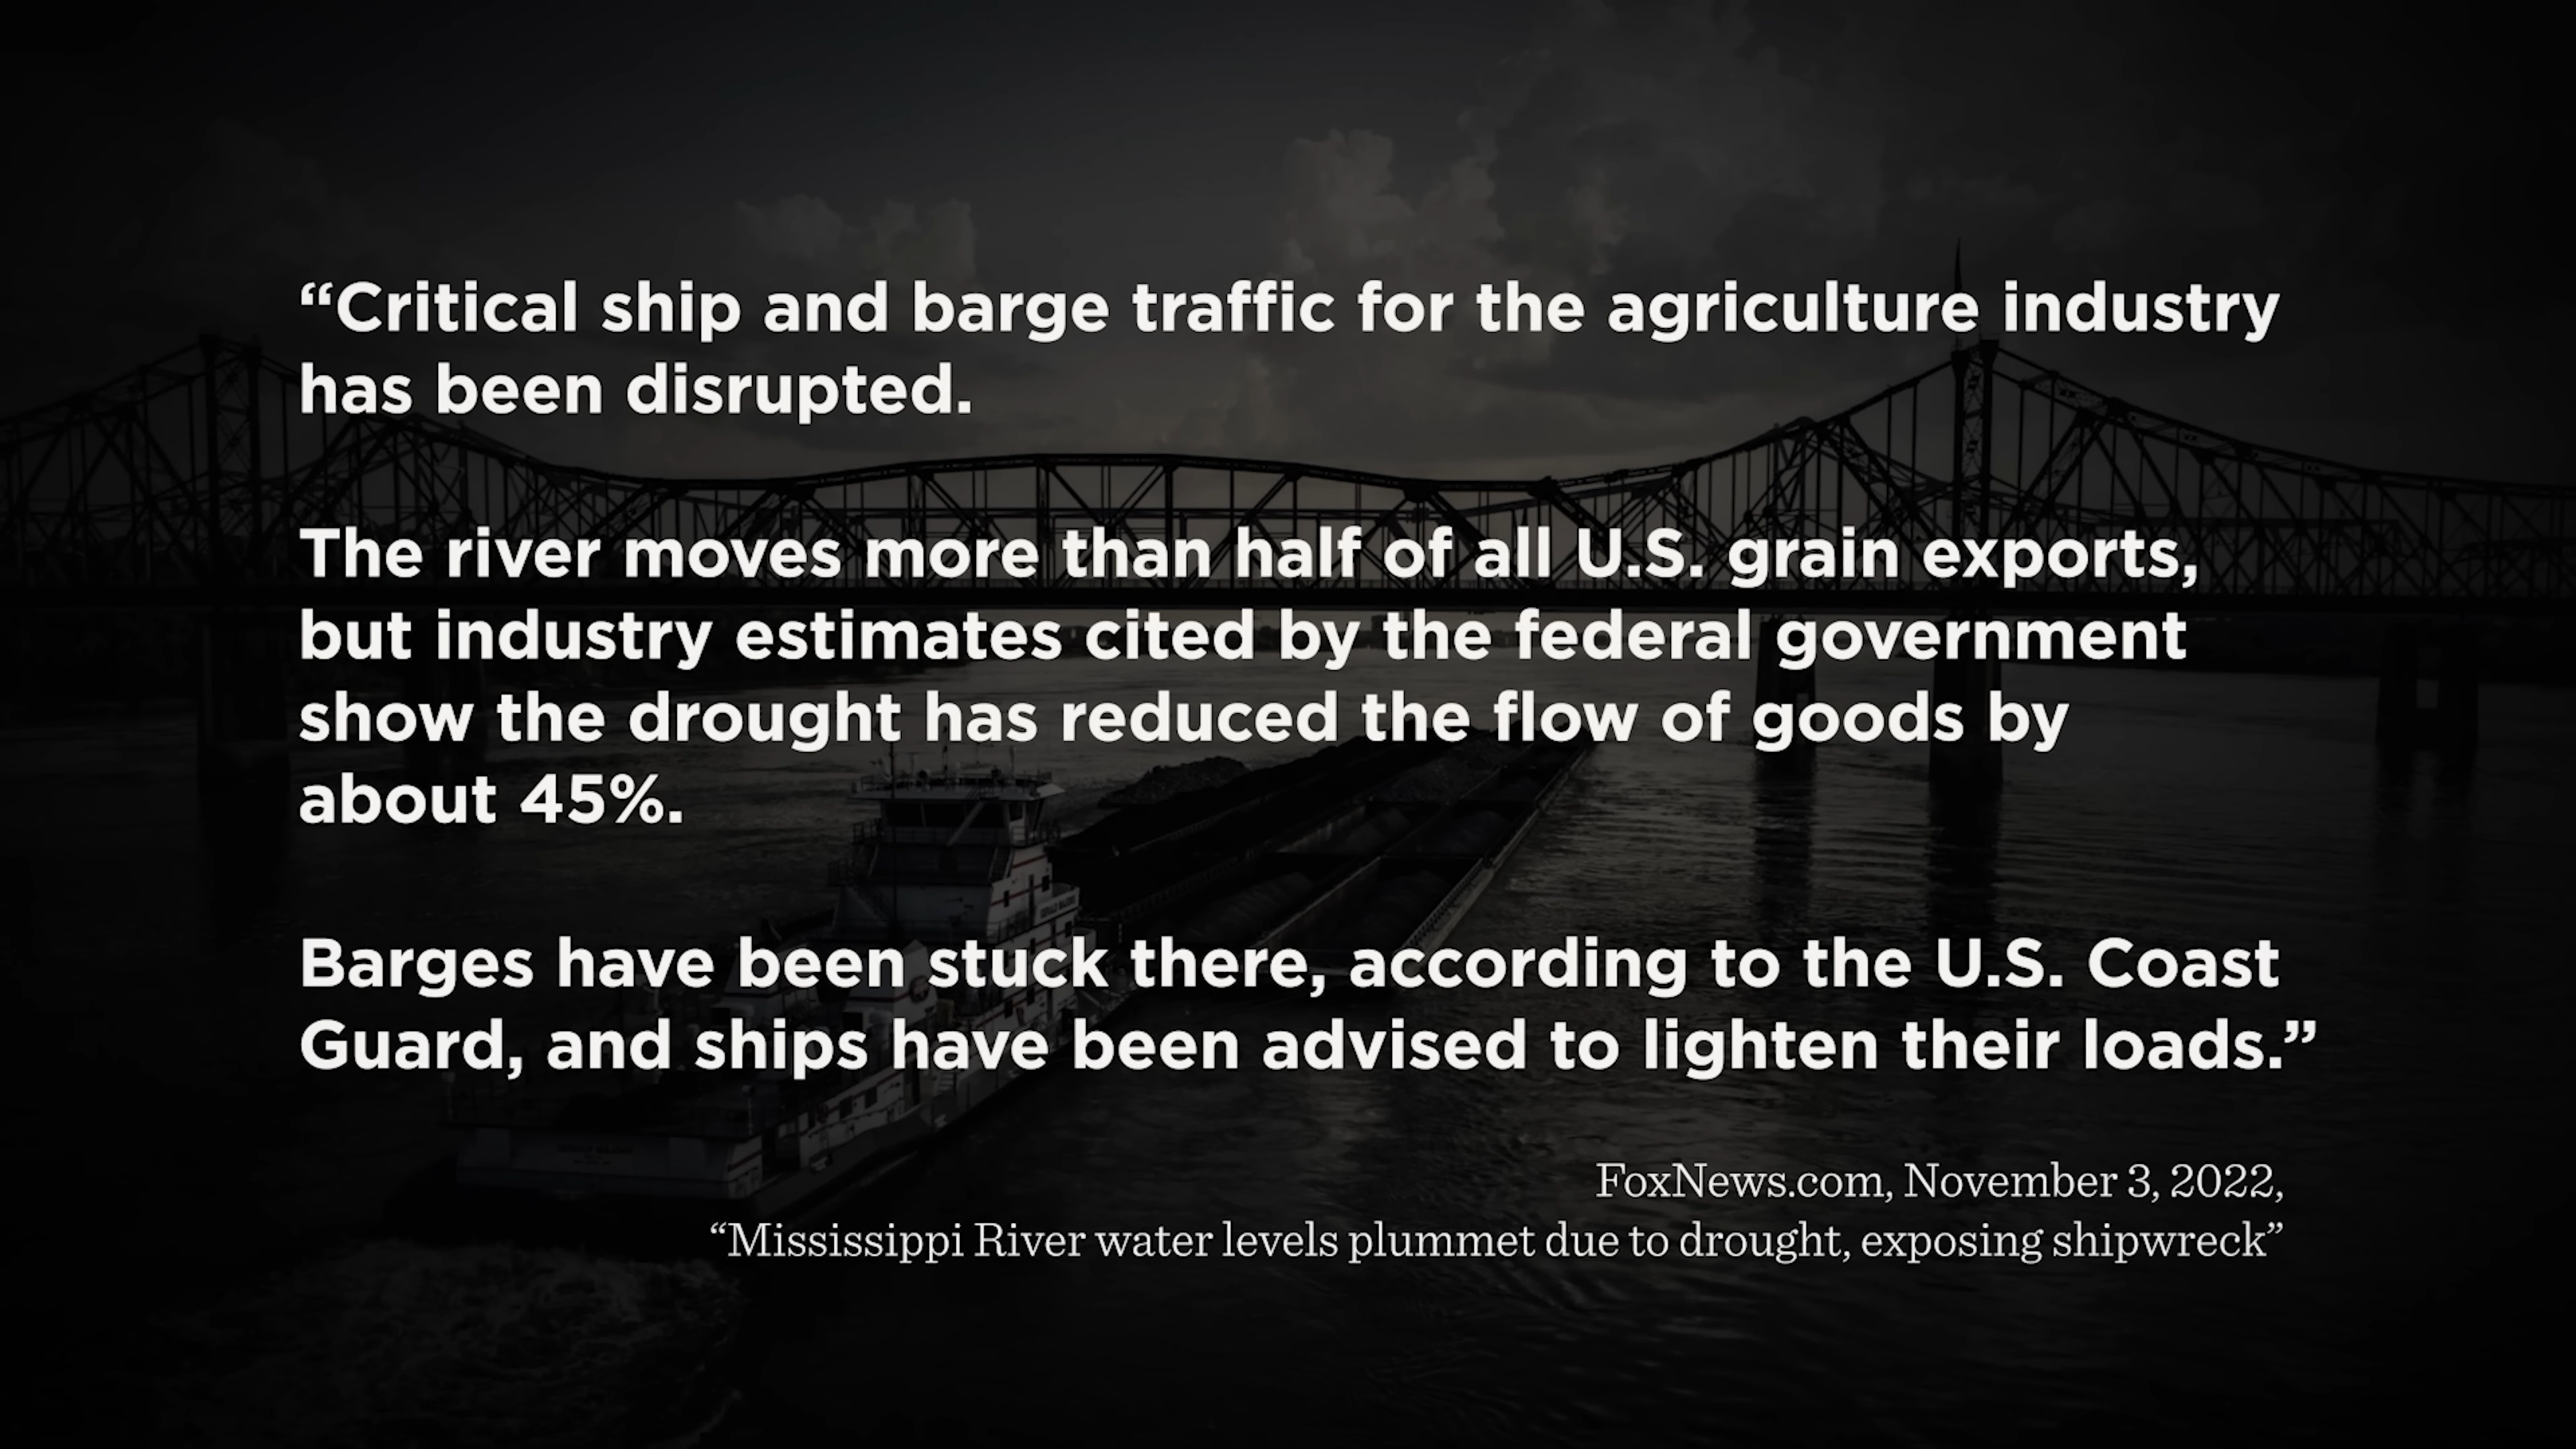 “Critical ship and barge traffic for the agriculture industry
has been disrupted.
The river moves more than half of all U.S. grain exports,
but industry estimates cited by the federal government
show the drought has reduced the flow of goods by
about 45%.
Barges have been stuck there, according to the U.S. Coast
Guard, and ships have been advised to lighten their loads.”
FoxNews.com, November 3, 2022,
“Mississippi River water levels plummet due to drought, exposing shipwreck”